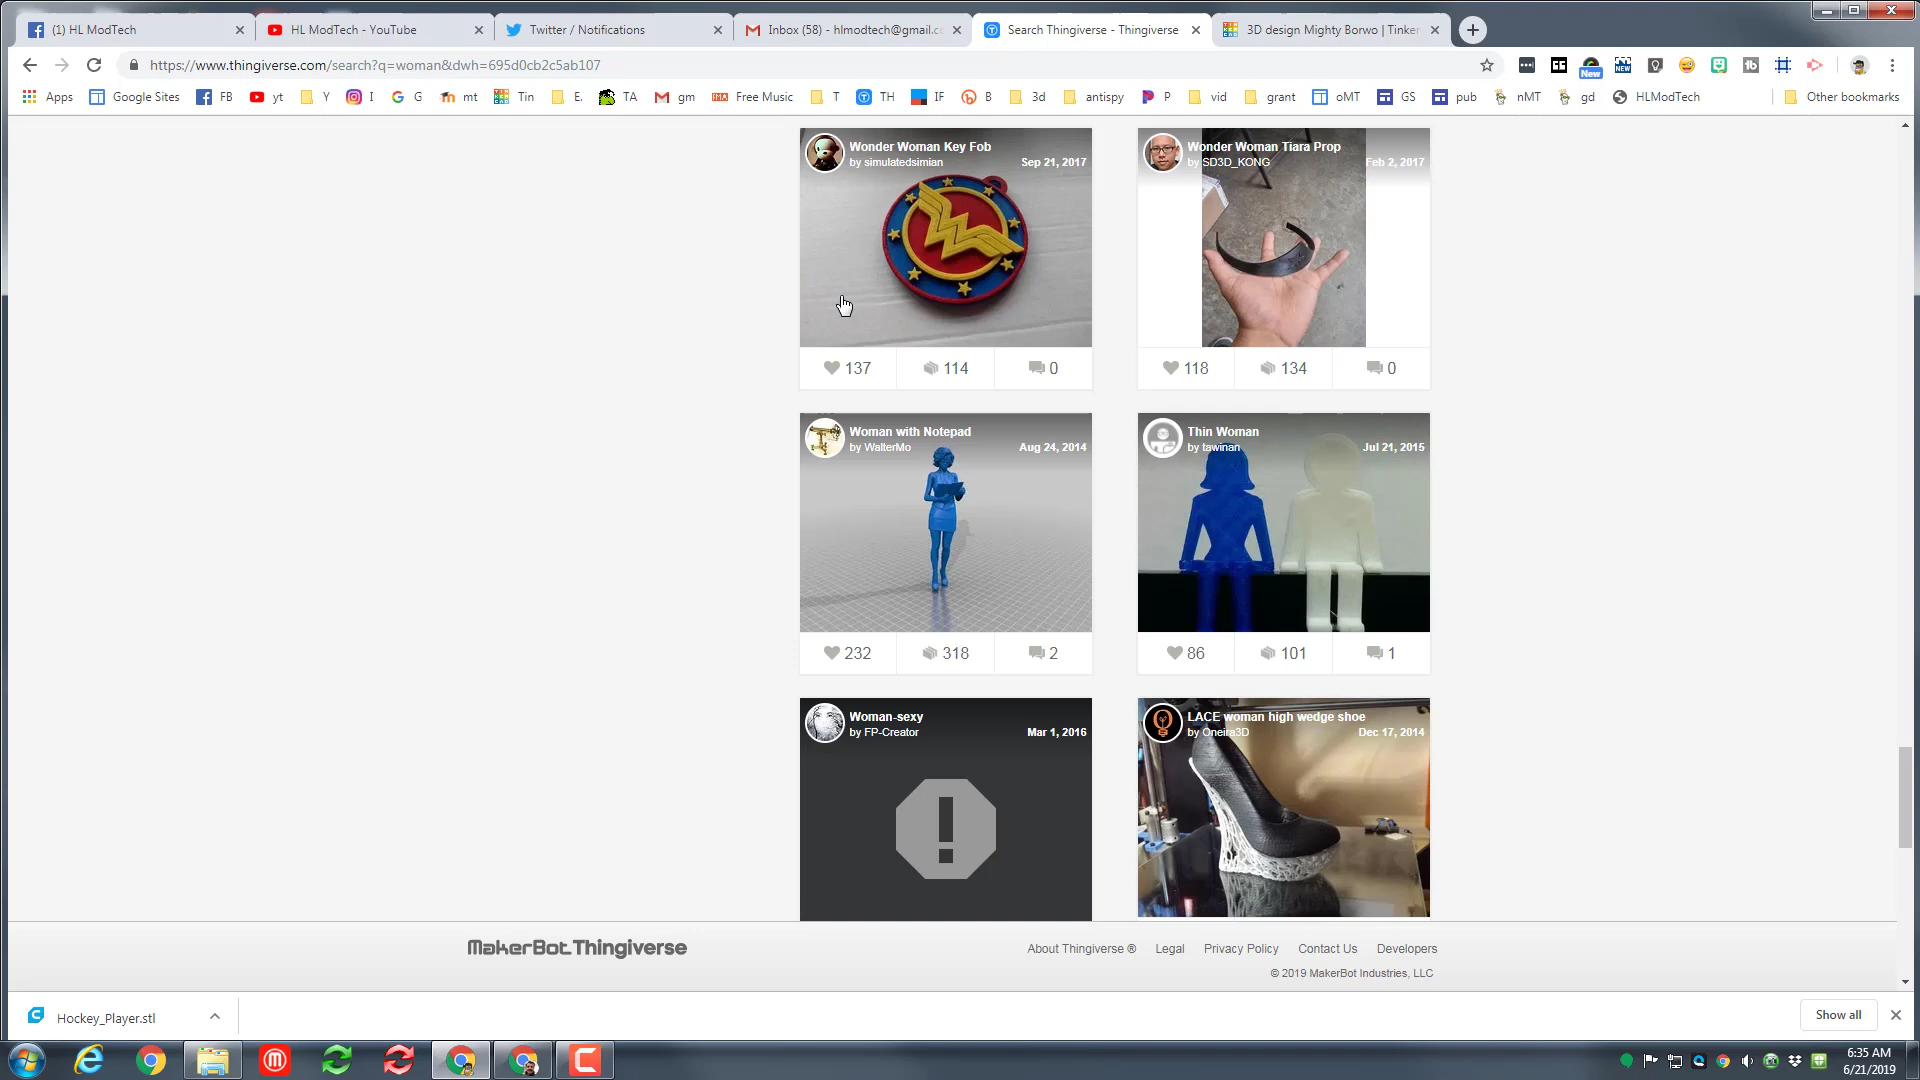 (1) HL ModTech
HL ModTech - YouTube
Twitter / Notifications
Inbox (58) - hlmodtech@gmail.c
Search Thingiverse - Thingiverse
3D design Mighty Borwo | Tinker
https://www.thingiverse.com/search?q=woman&dwh=695d0cb2c5ab107
New
NEW
Apps
Google Sites
FB
yt
Y
I
G
mt
Tin
E.
TA
gm
Free Music
T
TH
IF
B
3d
antispy
P
vid
grant
oMT
GS
pub
nMT
gd
HLModTech
Other bookmarks
Wonder Woman Key Fob
by simulatedsimian
Sep 21, 2017
Wonder Woman Tiara Prop
by SD3D_KONG
Feb 2, 2017
137
114
0
118
134
0
Woman with Notepad
by WalterMo
Aug 24, 2014
Thin Woman
by tawinan
Jul 21, 2015
232
318
2
86
101
1
Woman-sexy
by FP-Creator
Mar 1, 2016
LACE woman high wedge shoe
by Oneira3D
Dec 17, 2014
MakerBot Thingiverse
About Thingiverse ®
Legal
Privacy Policy
Contact Us
Developers
© 2019 MakerBot Industries, LLC
Hockey_Player.stl
Show all
6:35 AM
6/21/2019